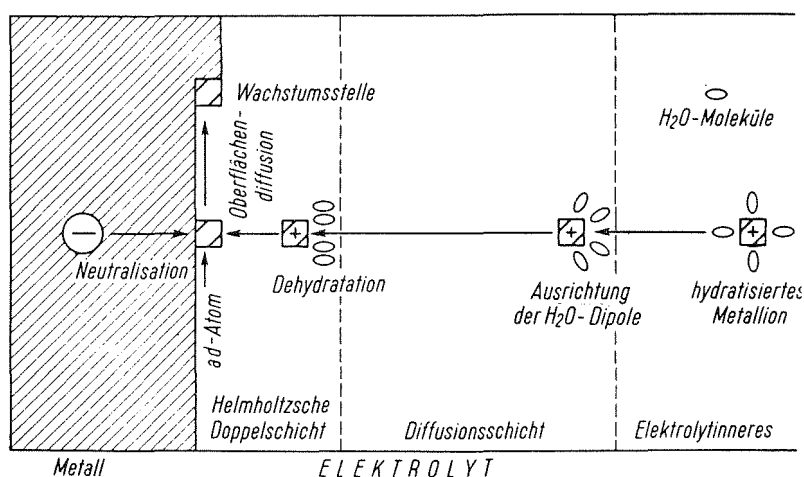 Wachstumsstelle
H₂O-Moleküle
Oberflächen-
diffusion
+
+
+
−
Neutralisation
ad-Atom
Dehydratation
Ausrichtung
der H₂O-Dipole
hydratisiertes
Metallion
Helmholtzsche
Doppelschicht
Diffusionsschicht
Elektrolytinneres
Metall
ELEKTROLYT